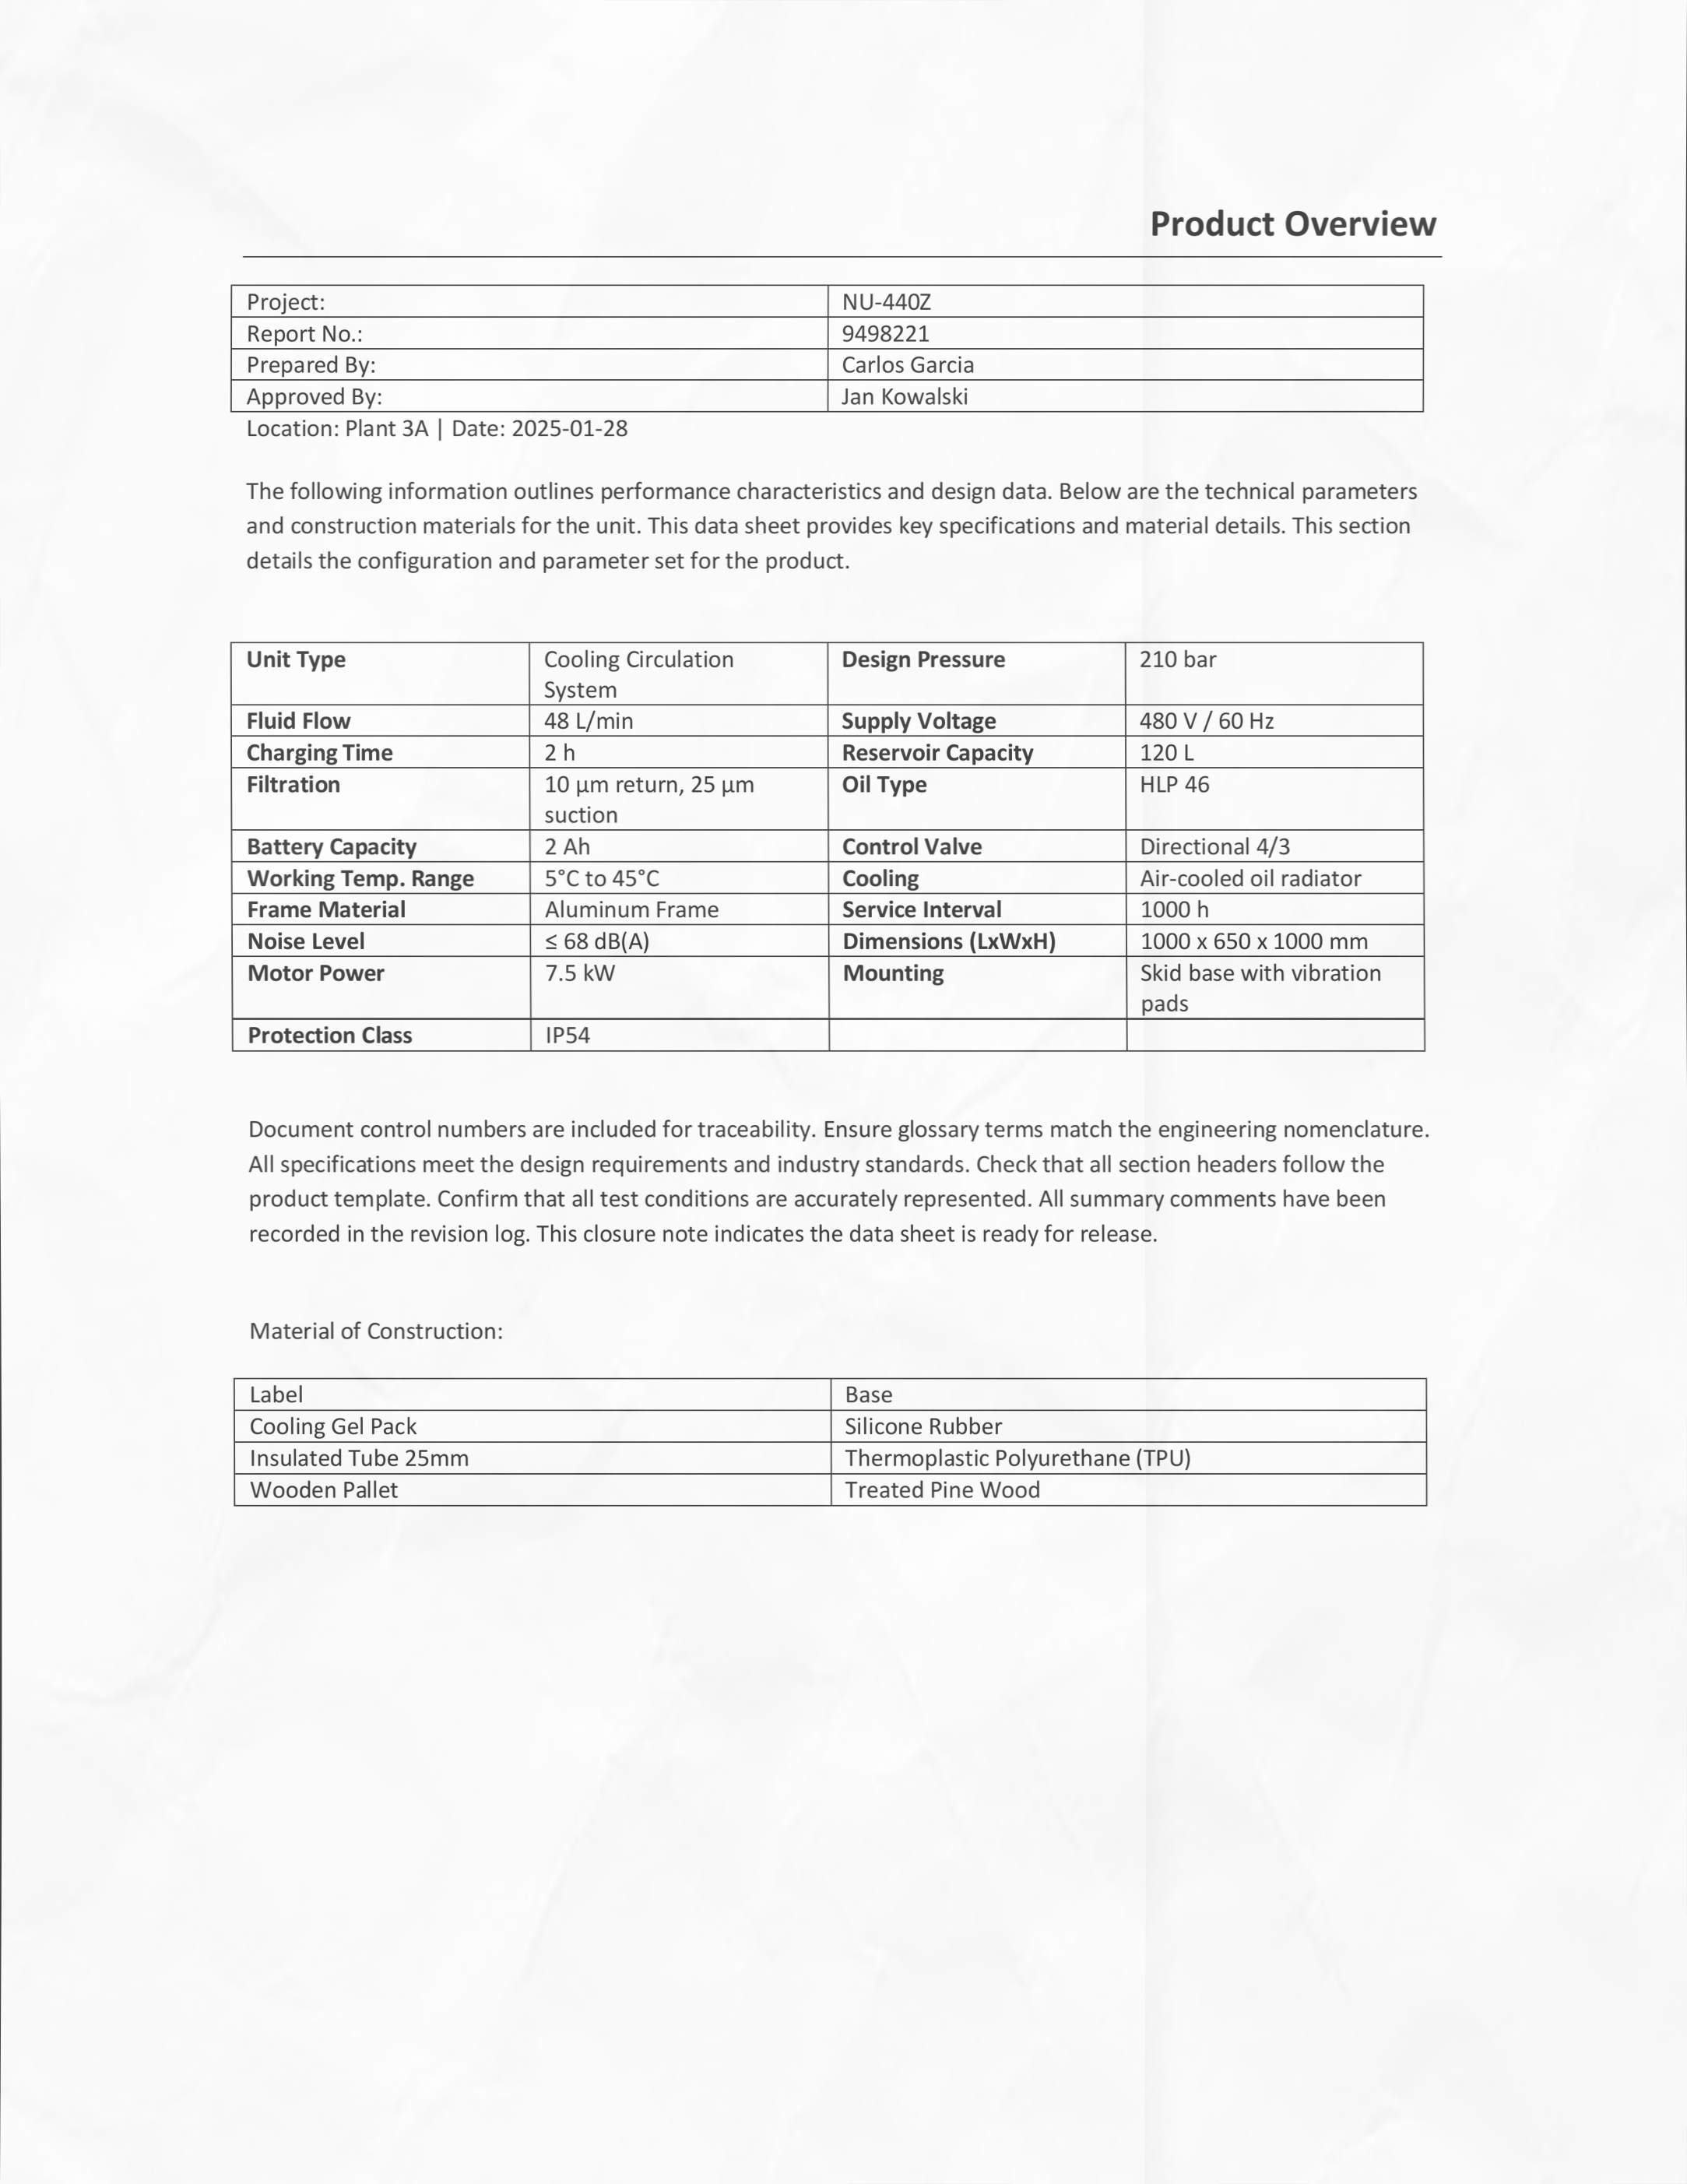 Product Overview
Project: NU-440Z
Report No.: 9498221
Prepared By: Carlos Garcia
Approved By: Jan Kowalski
Location: Plant 3A | Date: 2025-01-28
The following information outlines performance characteristics and design data. Below are the technical parameters
and construction materials for the unit. This data sheet provides key specifications and material details. This section
details the configuration and parameter set for the product.
Unit Type Cooling Circulation System Design Pressure 210 bar
Fluid Flow 48 L/min Supply Voltage 480 V / 60 Hz
Charging Time 2 h Reservoir Capacity 120 L
Filtration 10 µm return, 25 µm suction Oil Type HLP 46
Battery Capacity 2 Ah Control Valve Directional 4/3
Working Temp. Range 5°C to 45°C Cooling Air-cooled oil radiator
Frame Material Aluminum Frame Service Interval 1000 h
Noise Level ≤ 68 dB(A) Dimensions (LxWxH) 1000 x 650 x 1000 mm
Motor Power 7.5 kW Mounting Skid base with vibration pads
Protection Class IP54
Document control numbers are included for traceability. Ensure glossary terms match the engineering nomenclature.
All specifications meet the design requirements and industry standards. Check that all section headers follow the
product template. Confirm that all test conditions are accurately represented. All summary comments have been
recorded in the revision log. This closure note indicates the data sheet is ready for release.
Material of Construction:
Label Base
Cooling Gel Pack Silicone Rubber
Insulated Tube 25mm Thermoplastic Polyurethane (TPU)
Wooden Pallet Treated Pine Wood